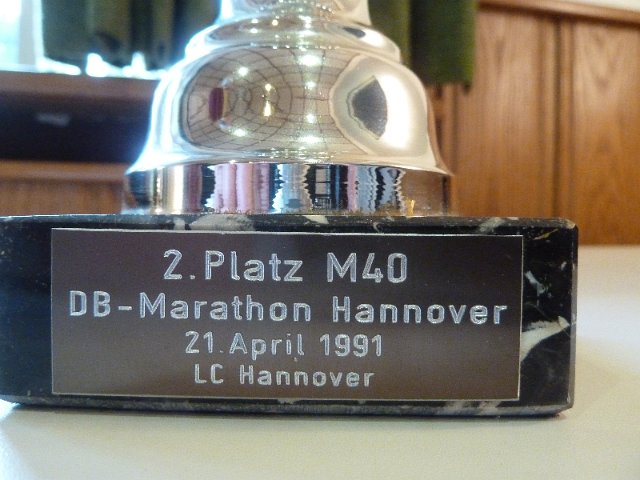 2.Platz M40
DB-Marathon Hannover
21.April 1991
LC Hannover